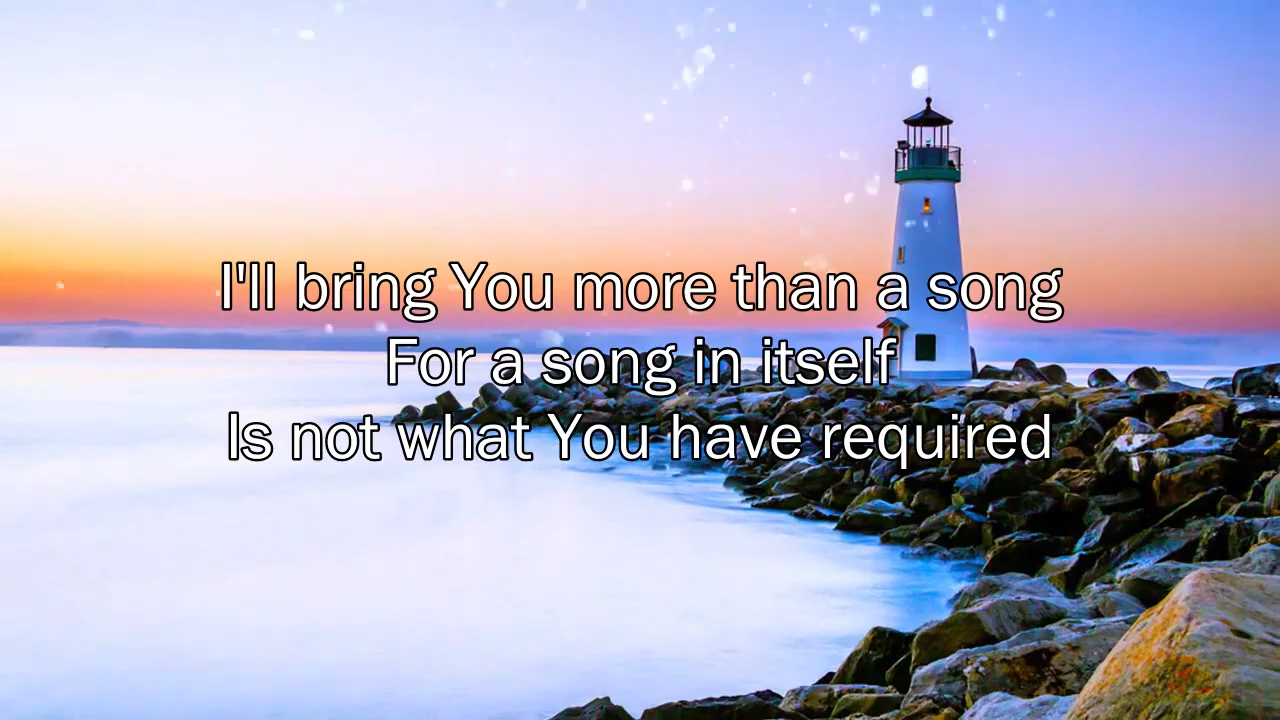 I'll bring You more than a song
For a song in itself
Is not what You have required